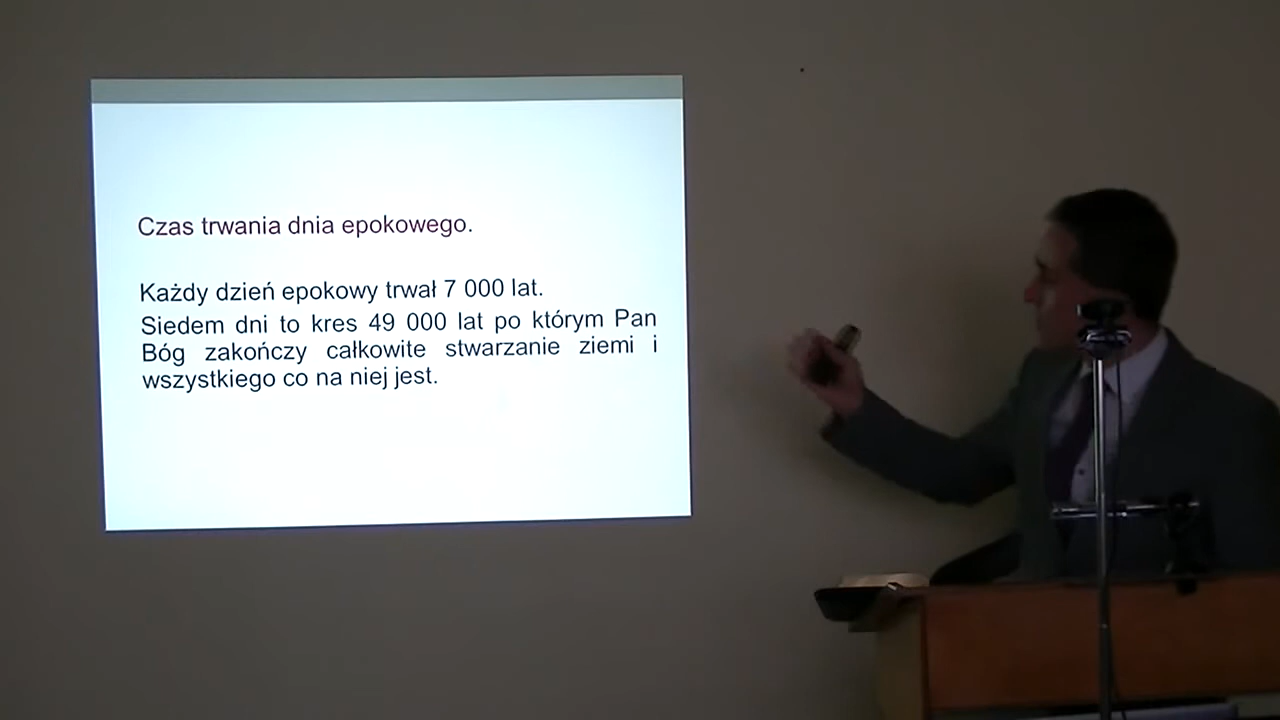 Czas trwania dnia epokowego.
Każdy dzień epokowy trwał 7 000 lat.
Siedem dni to kres 49 000 lat po którym Pan
Bóg zakończy całkowite stwarzanie ziemi i
wszystkiego co na niej jest.